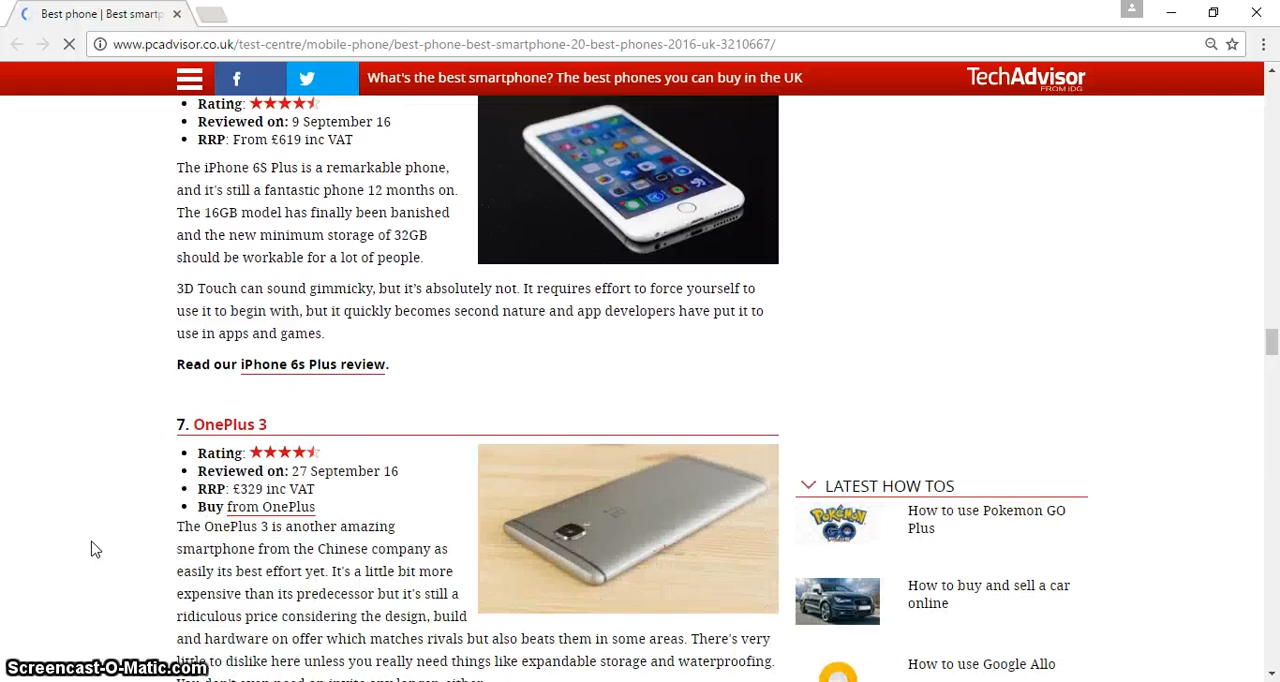 Best phone | Best smartp
www.pcadvisor.co.uk/test-centre/mobile-phone/best-phone-best-smartphone-20-best-phones-2016-uk-3210667/
What's the best smartphone? The best phones you can buy in the UK
TechAdvisor
FROM IDG
Rating:
Reviewed on: 9 September 16
RRP: From £619 inc VAT
The iPhone 6S Plus is a remarkable phone,
and it's still a fantastic phone 12 months on.
The 16GB model has finally been banished
and the new minimum storage of 32GB
should be workable for a lot of people.
3D Touch can sound gimmicky, but it's absolutely not. It requires effort to force yourself to
use it to begin with, but it quickly becomes second nature and app developers have put it to
use in apps and games.
Read our iPhone 6s Plus review.
7. OnePlus 3
Rating:
Reviewed on: 27 September 16
RRP: £329 inc VAT
Buy from OnePlus
The OnePlus 3 is another amazing
smartphone from the Chinese company as
easily its best effort yet. It's a little bit more
expensive than its predecessor but it's still a
ridiculous price considering the design, build
and hardware on offer which matches rivals but also beats them in some areas. There's very
little to dislike here unless you really need things like expandable storage and waterproofing.
You don't even need an invite any longer, either.
LATEST HOW TOS
POKÉMON
GO
How to use Pokemon GO
Plus
How to buy and sell a car
online
How to use Google Allo
Screencast-O-Matic.com